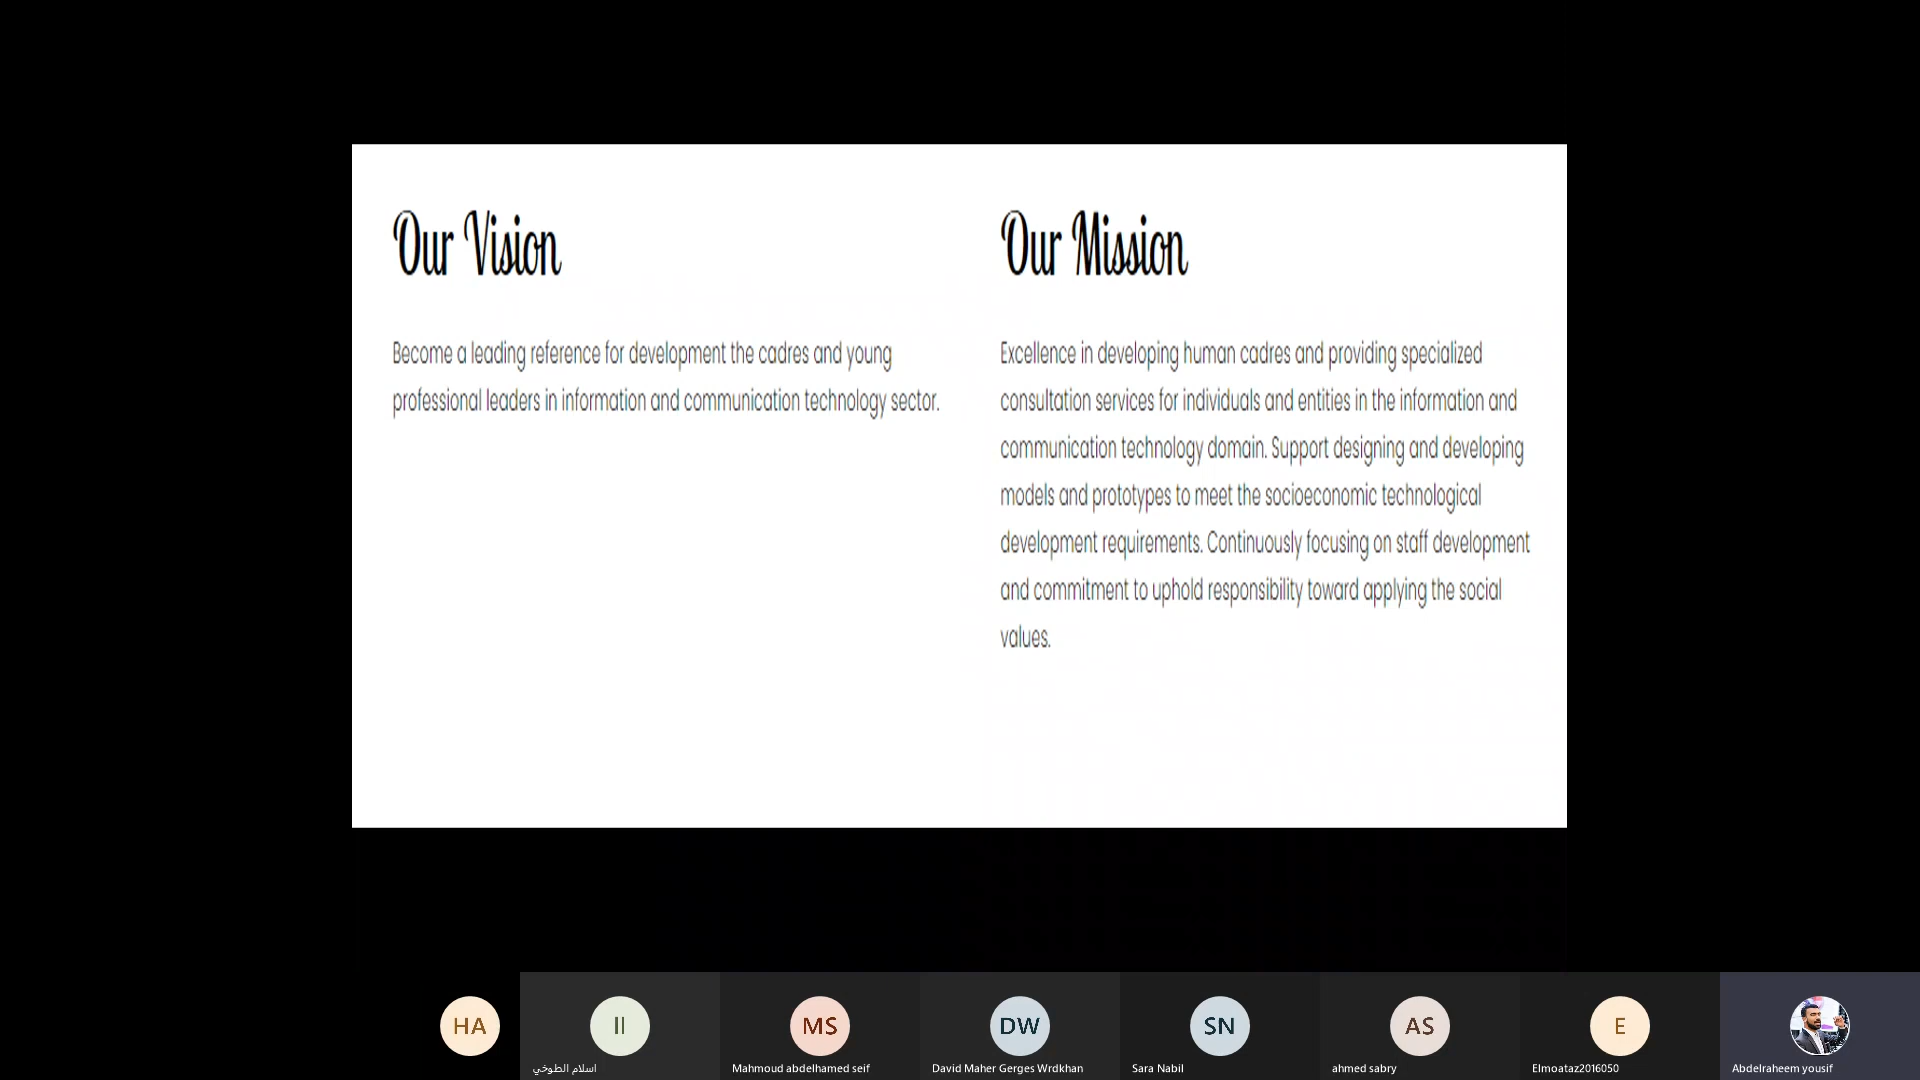 Our Vision
Become a leading reference for development the cadres and young
professional leaders in information and communication technology sector.
Our Mission
Excellence in developing human cadres and providing specialized
consultation services for individuals and entities in the information and
communication technology domain. Support designing and developing
models and prototypes to meet the socioeconomic technological
development requirements. Continuously focusing on staff development
and commitment to uphold responsibility toward applying the social
values.
HA
اا
اسلام الطوخي
MS
Mahmoud abdelhamed seif
DW
David Maher Gerges Wrdkhan
SN
Sara Nabil
AS
ahmed sabry
E
Elmoataz2016050
Abdelraheem yousif